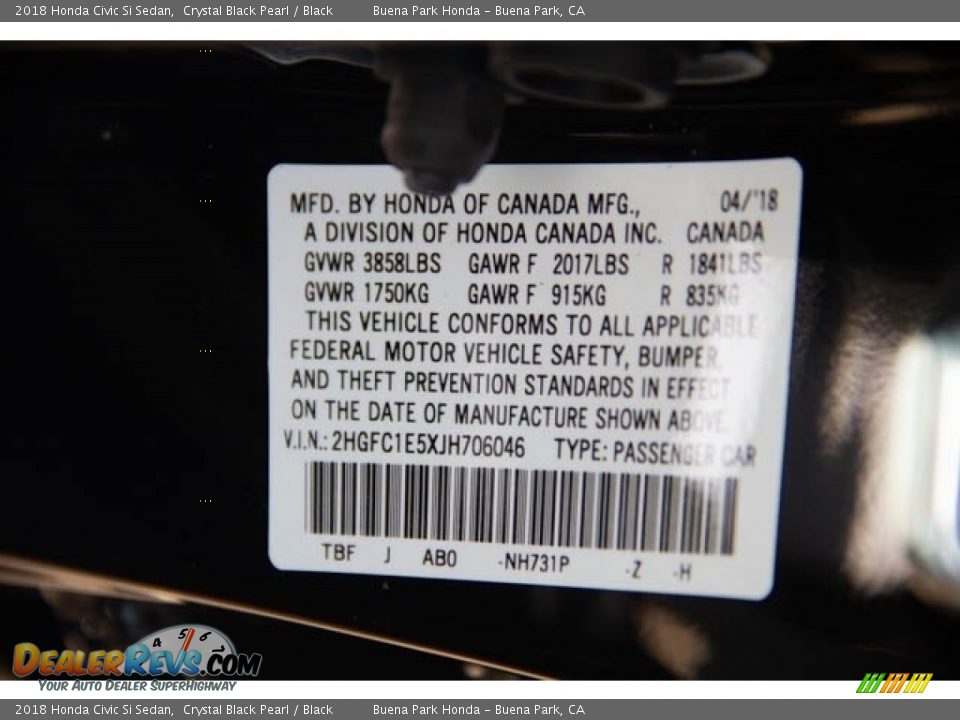 2018 Honda Civic Si Sedan, Crystal Black Pearl / Black Buena Park Honda - Buena Park, CA
MFD. BY HONDA OF CANADA MFG., 04/'18
A DIVISION OF HONDA CANADA INC. CANADA
GVWR 3858LBS GAWR F 2017LBS R 1841LBS
GVWR 1750KG GAWR F 915KG R 835KG
THIS VEHICLE CONFORMS TO ALL APPLICABLE
FEDERAL MOTOR VEHICLE SAFETY, BUMPER,
AND THEFT PREVENTION STANDARDS IN EFFECT
ON THE DATE OF MANUFACTURE SHOWN ABOVE.
V.I.N.: 2HGFC1E5XJH706046 TYPE: PASSENGER CAR
TBF J AB0 -NH731P -Z -H
4 5 6
DEALERREVS.COM
YOUR AUTO DEALER SUPERHIGHWAY
2018 Honda Civic Si Sedan, Crystal Black Pearl / Black Buena Park Honda - Buena Park, CA